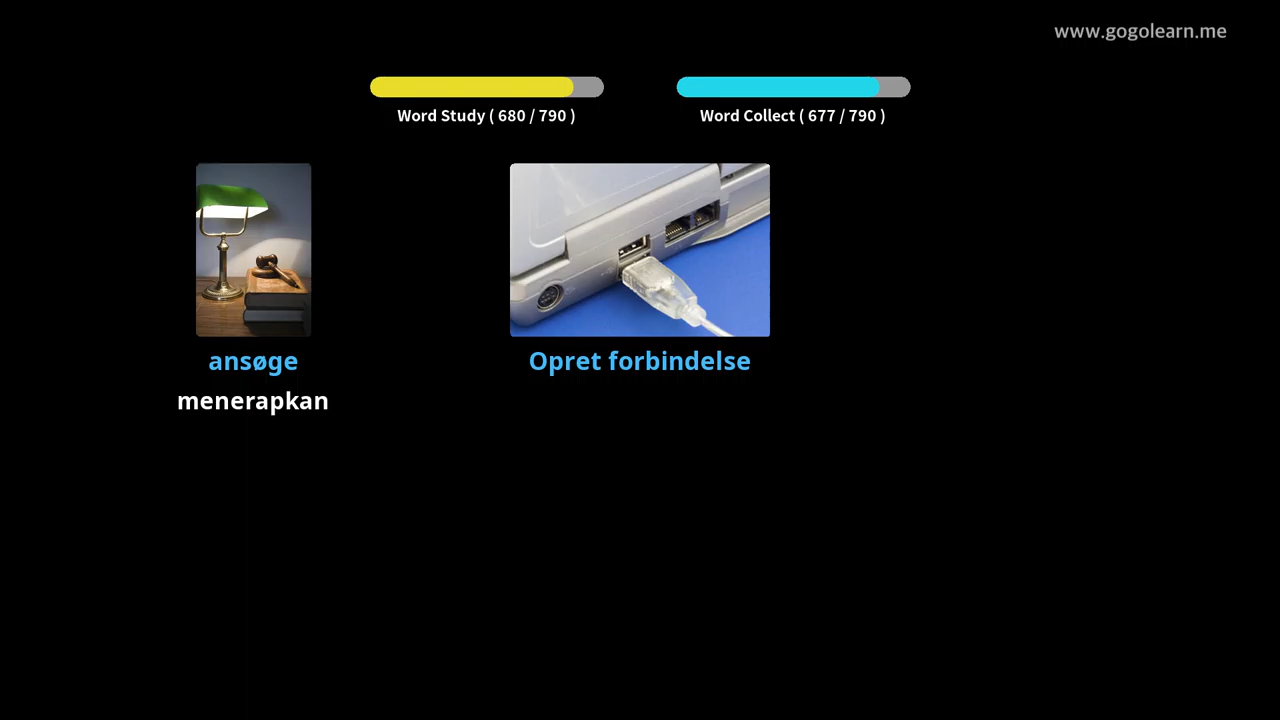 www.gogolearn.me
Word Study ( 680 / 790 )
Word Collect ( 677 / 790 )
ansøge
Opret forbindelse
menerapkan